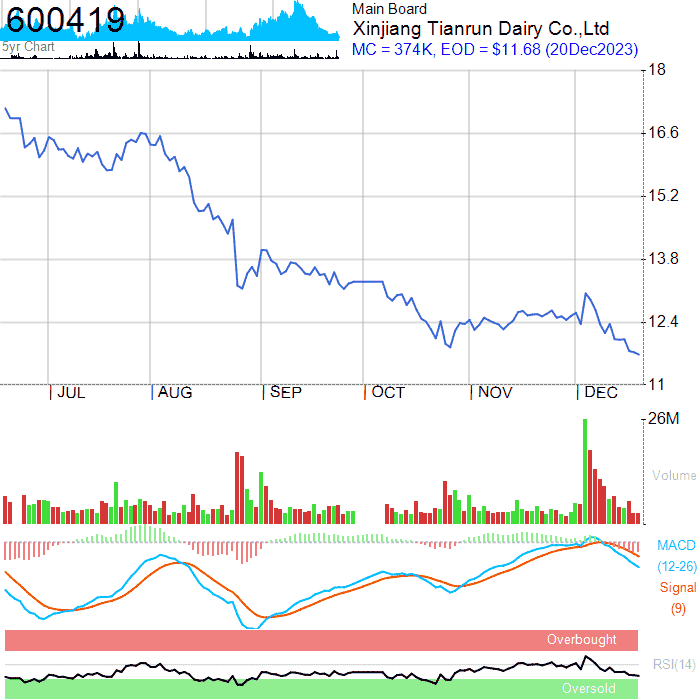 600419
5yr Chart
Main Board
Xinjiang Tianrun Dairy Co.,Ltd
MC = 374K, EOD = $11.68 (20Dec2023)
18
16.6
15.2
13.8
12.4
11
JUL AUG SEP OCT NOV DEC
26M
Volume
MACD
(12-26)
Signal
(9)
Overbought
RSI(14)
Oversold